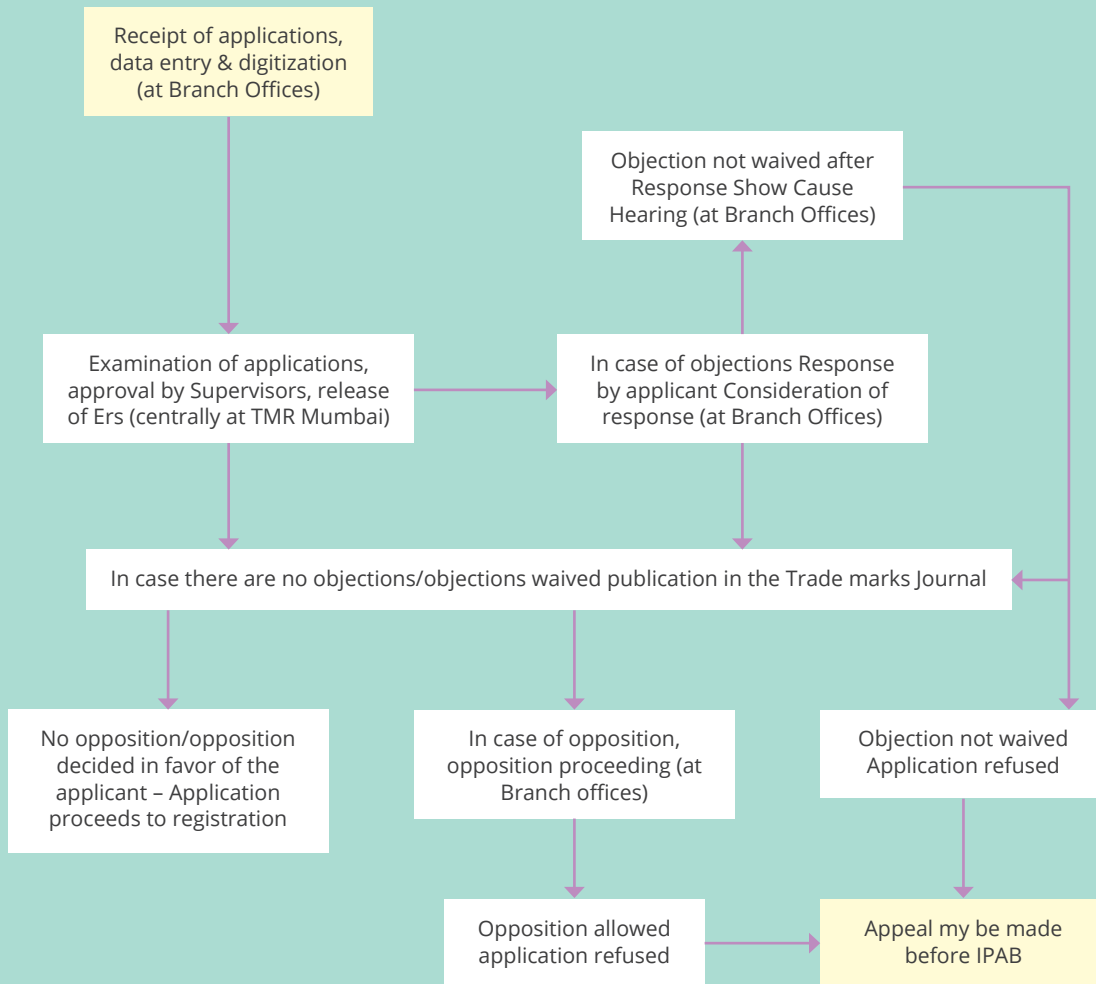 Receipt of applications,
data entry & digitization
(at Branch Offices)
Objection not waived after
Response Show Cause
Hearing (at Branch Offices)
Examination of applications,
approval by Supervisors, release
of Ers (centrally at TMR Mumbai)
In case of objections Response
by applicant Consideration of
response (at Branch Offices)
In case there are no objections/objections waived publication in the Trade marks Journal
No opposition/opposition
decided in favor of the
applicant – Application
proceeds to registration
In case of opposition,
opposition proceeding (at
Branch offices)
Objection not waived
Application refused
Opposition allowed
application refused
Appeal my be made
before IPAB